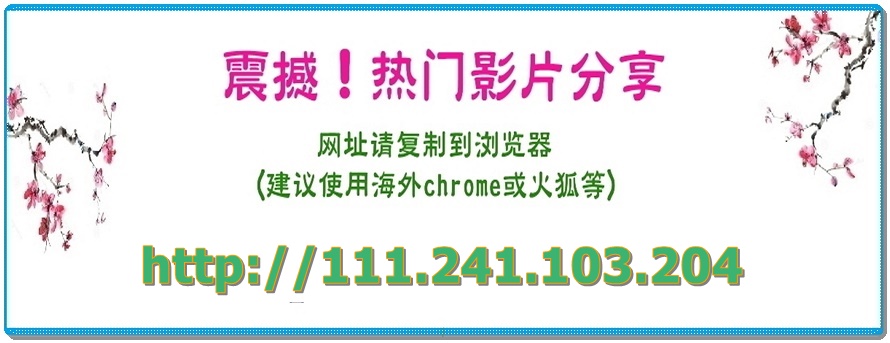 震撼！热门影片分享
网址请复制到浏览器
(建议使用海外chrome或火狐等)
http://111.241.103.204